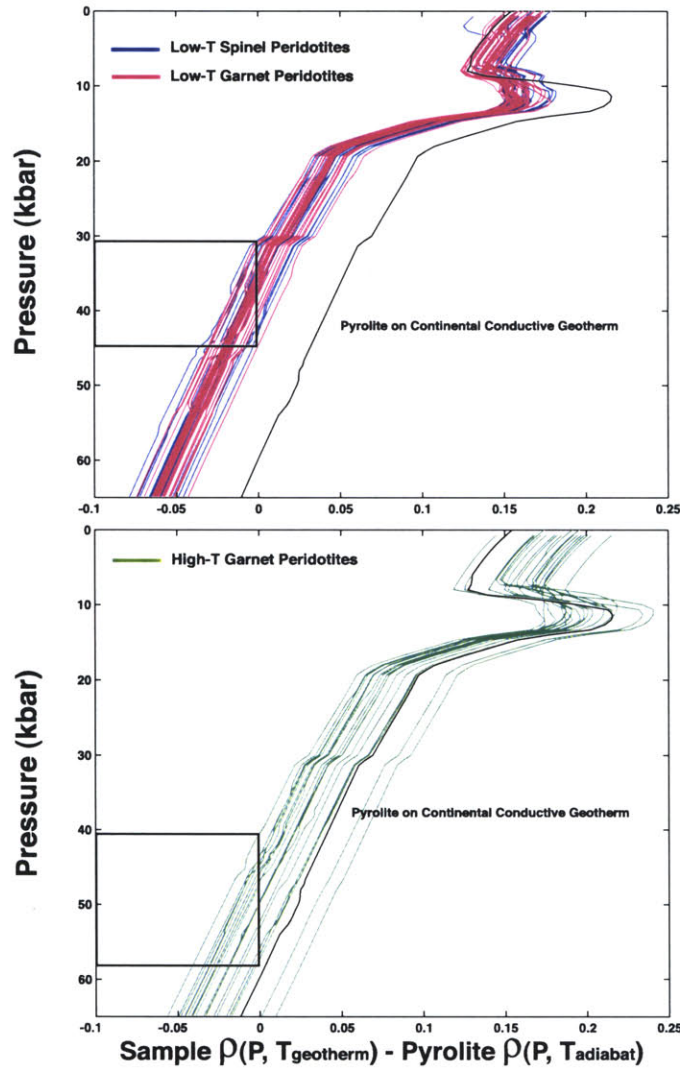 0
Low-T Spinel Peridotites
Low-T Garnet Peridotites
10
20
30
40
50
60
Pressure (kbar)
Pyrolite on Continental Conductive Geotherm
-0.1 -0.05 0 0.05 0.1 0.15 0.2 0.25
0
High-T Garnet Peridotites
10
20
30
40
50
60
Pressure (kbar)
Pyrolite on Continental Conductive Geotherm
-0.1 -0.05 0 0.05 0.1 0.15 0.2 0.25
Sample ρ(P, Tgeotherm) - Pyrolite ρ(P, Tadiabat)